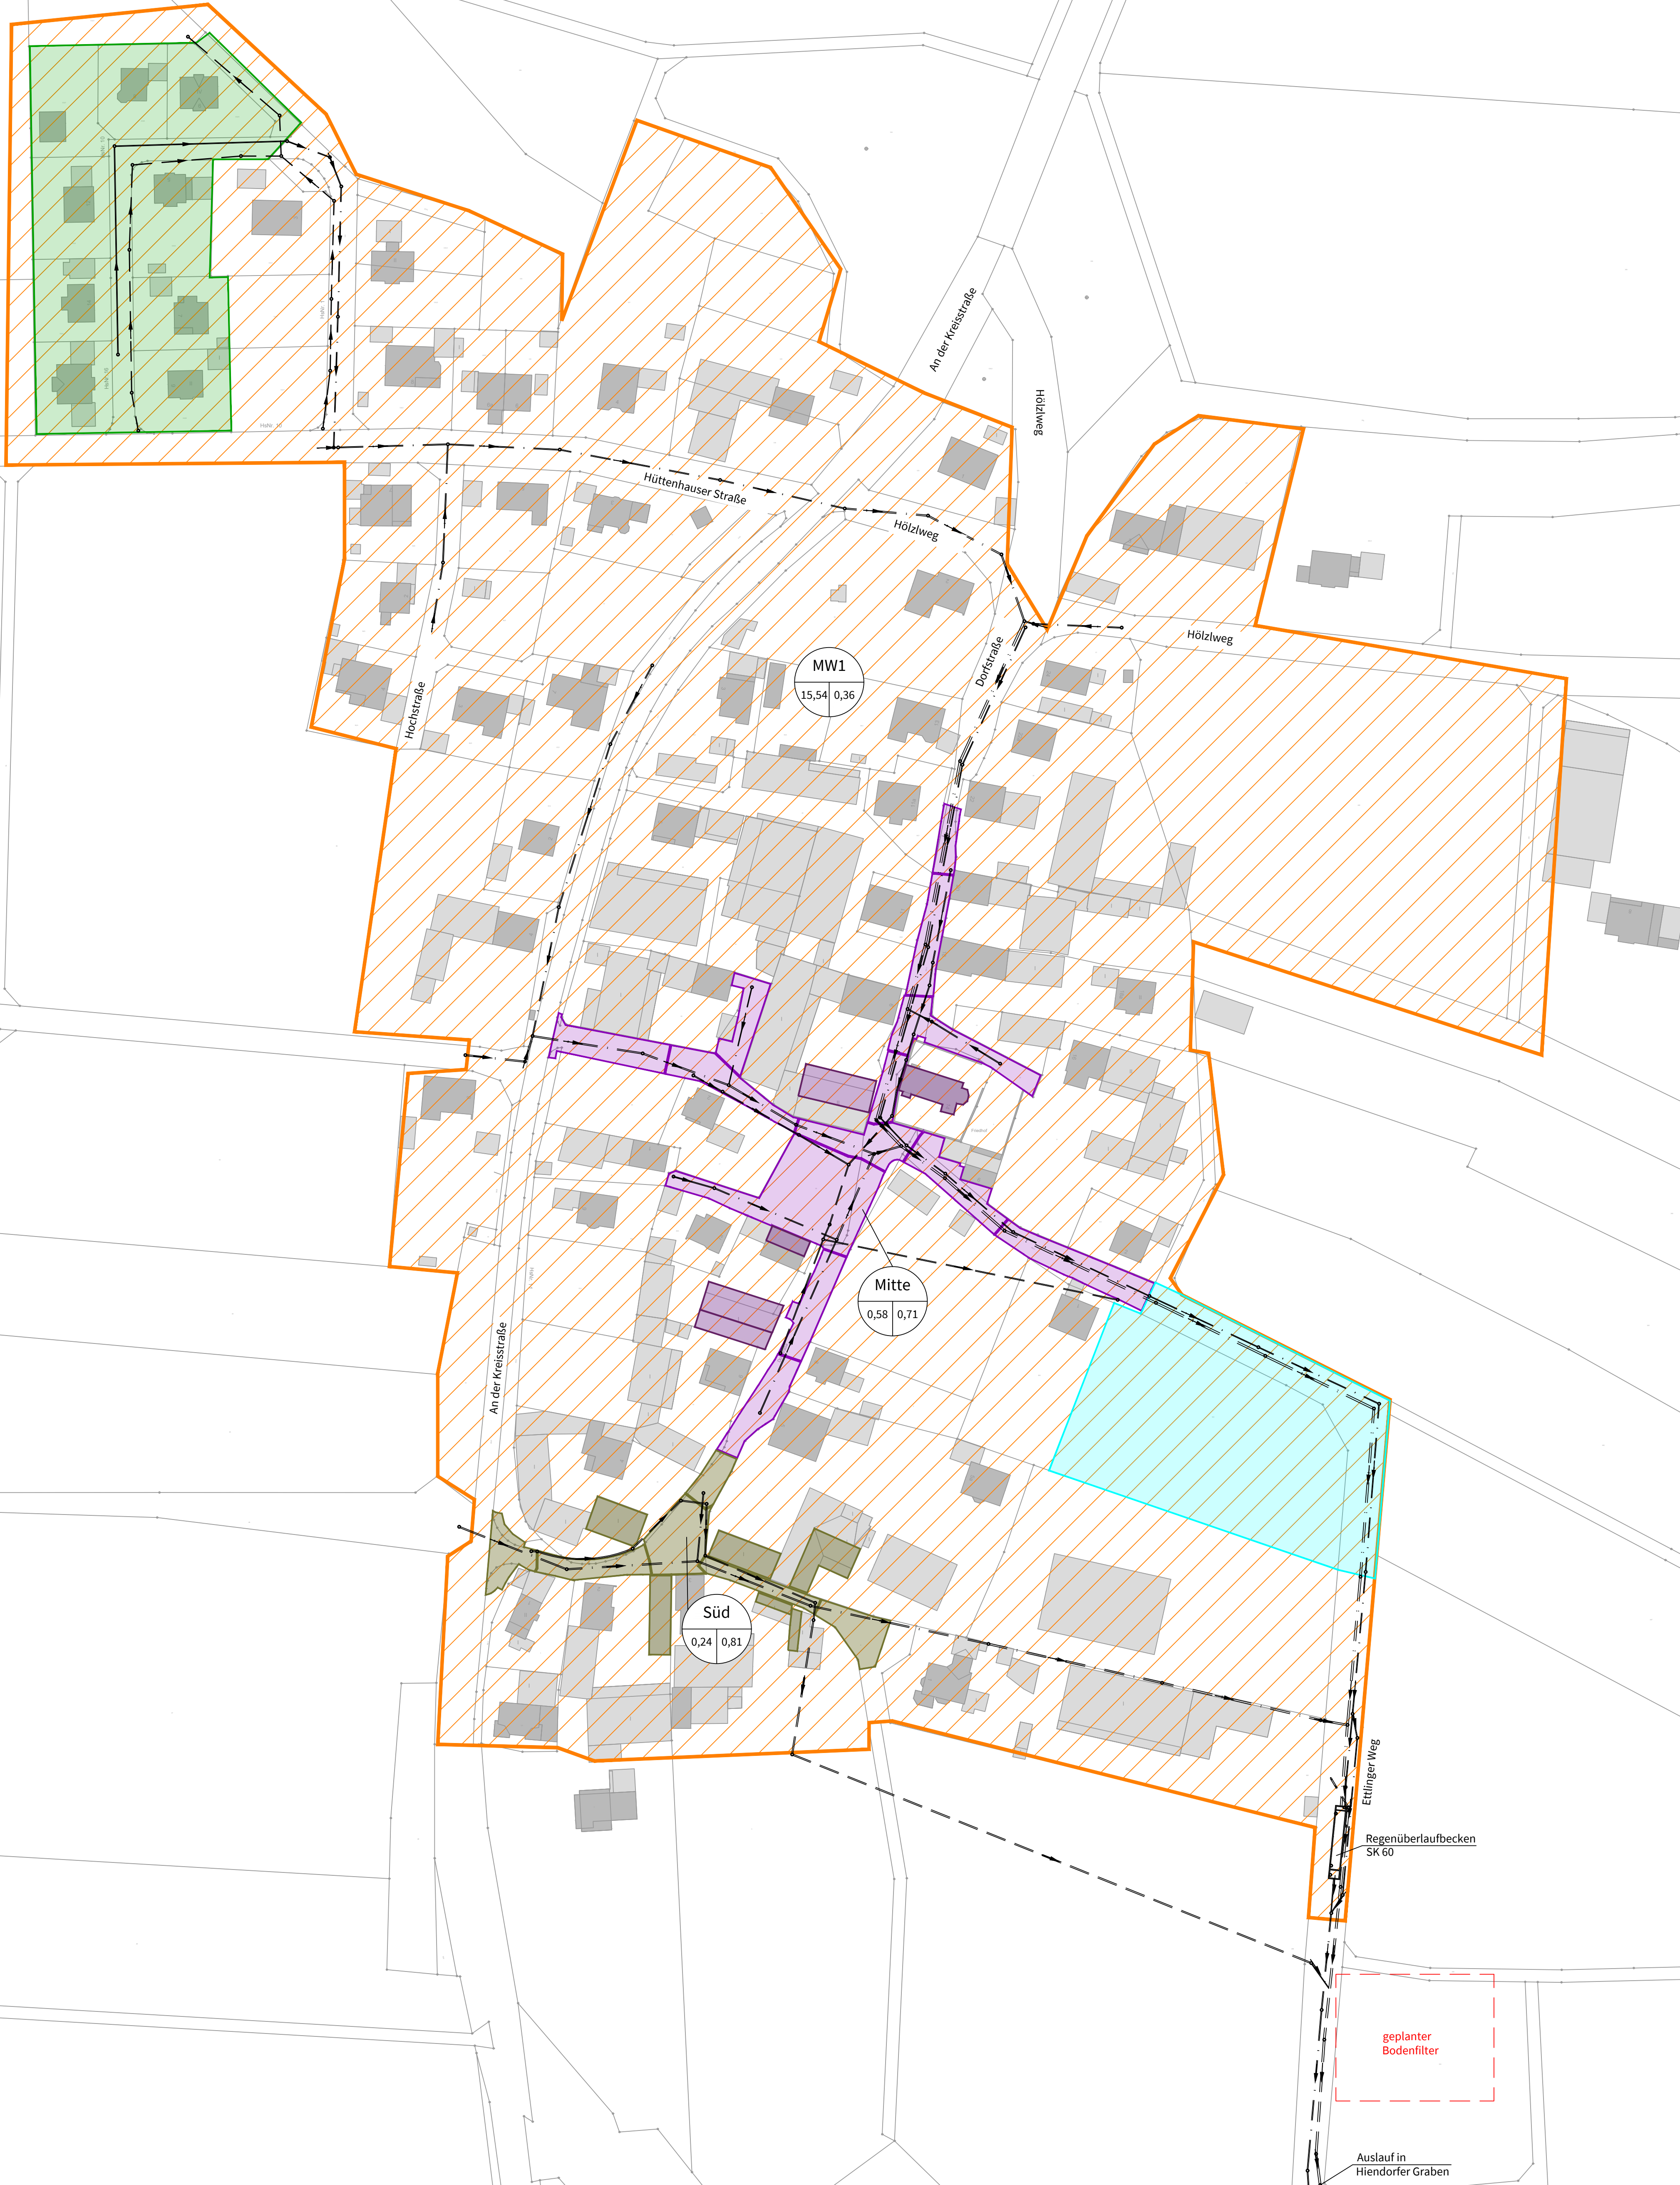 An der Kreisstraße
Hölzlweg
Hüttenhauser Straße
Hölzlweg
Hölzlweg
Dorfstraße
MW1
15,54 0,36
Hochstraße
Friedhof
Mitte
0,58 0,71
An der Kreisstraße
Süd
0,24 0,81
Ettlinger Weg
Regenüberlaufbecken
SK 60
geplanter
Bodenfilter
Auslauf in
Hiendorfer Graben